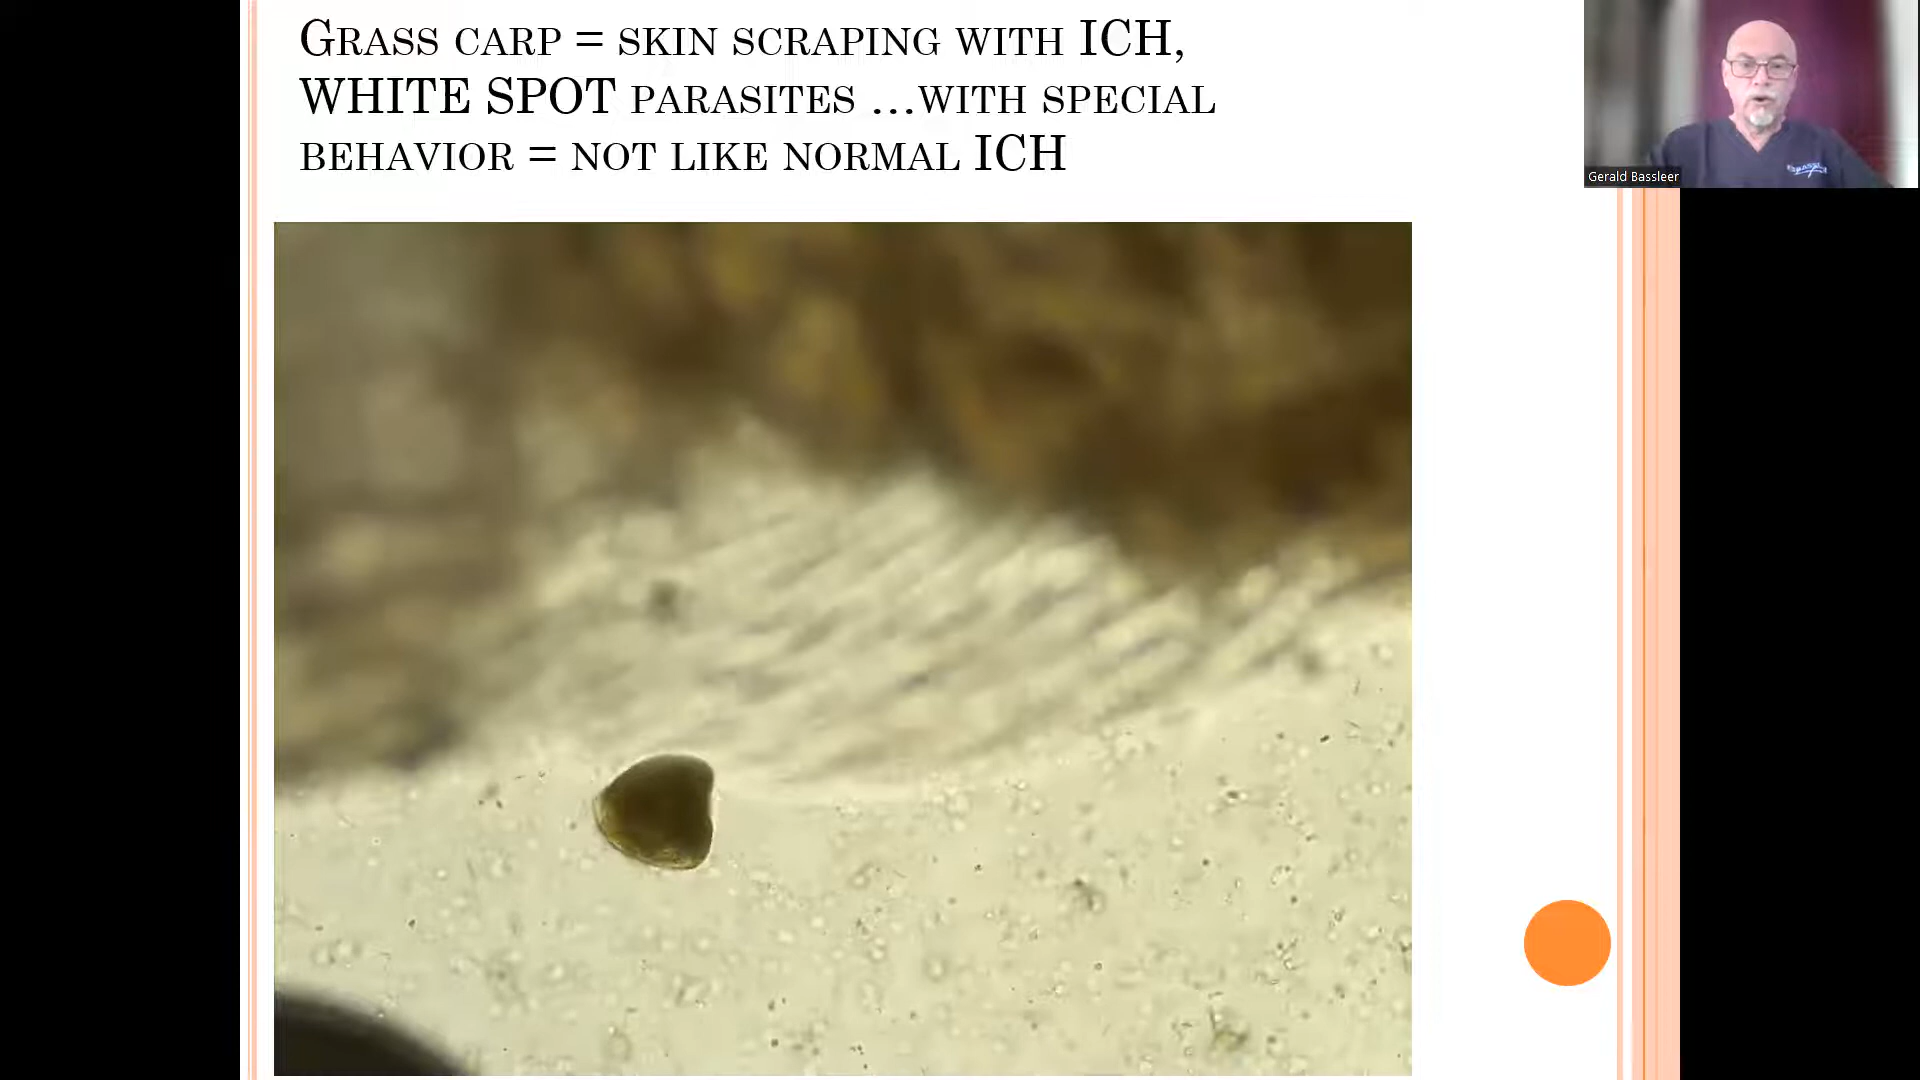 GRASS CARP = SKIN SCRAPING WITH ICH,
WHITE SPOT PARASITES ...WITH SPECIAL
BEHAVIOR = NOT LIKE NORMAL ICH
Gerald Bassleer